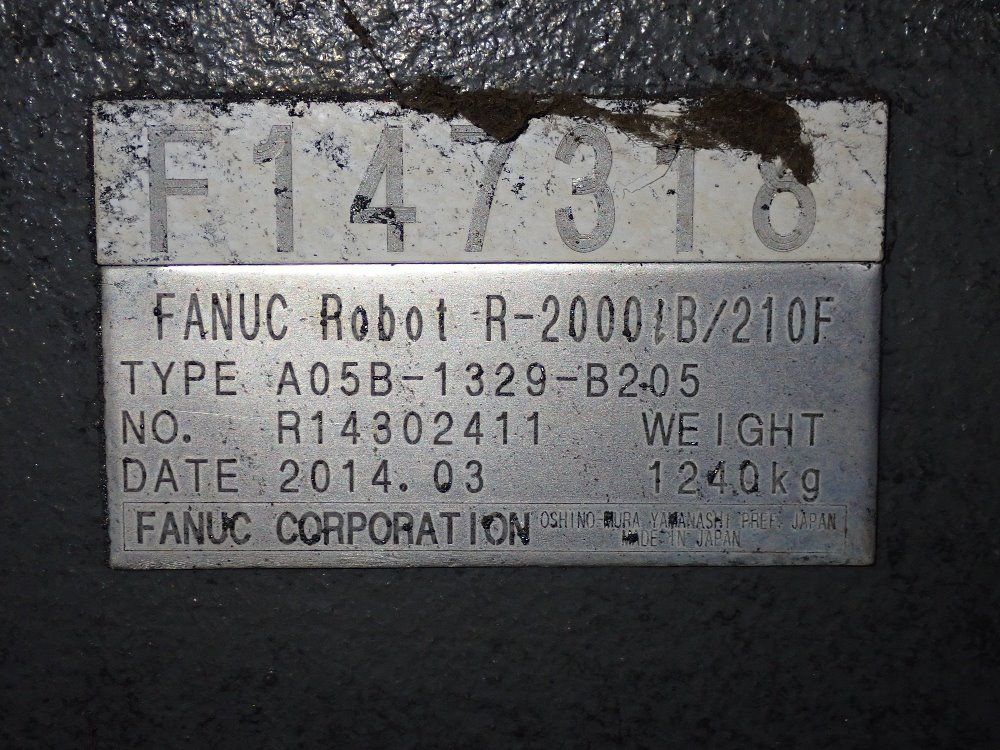 F147318
FANUC Robot R-2000iB/210F
TYPE A05B-1329-B205
NO. R14302411 WEIGHT
DATE 2014.03 1240kg
FANUC CORPORATION OSHINO-MURA YAMANASHI PREF. JAPAN
MADE IN JAPAN